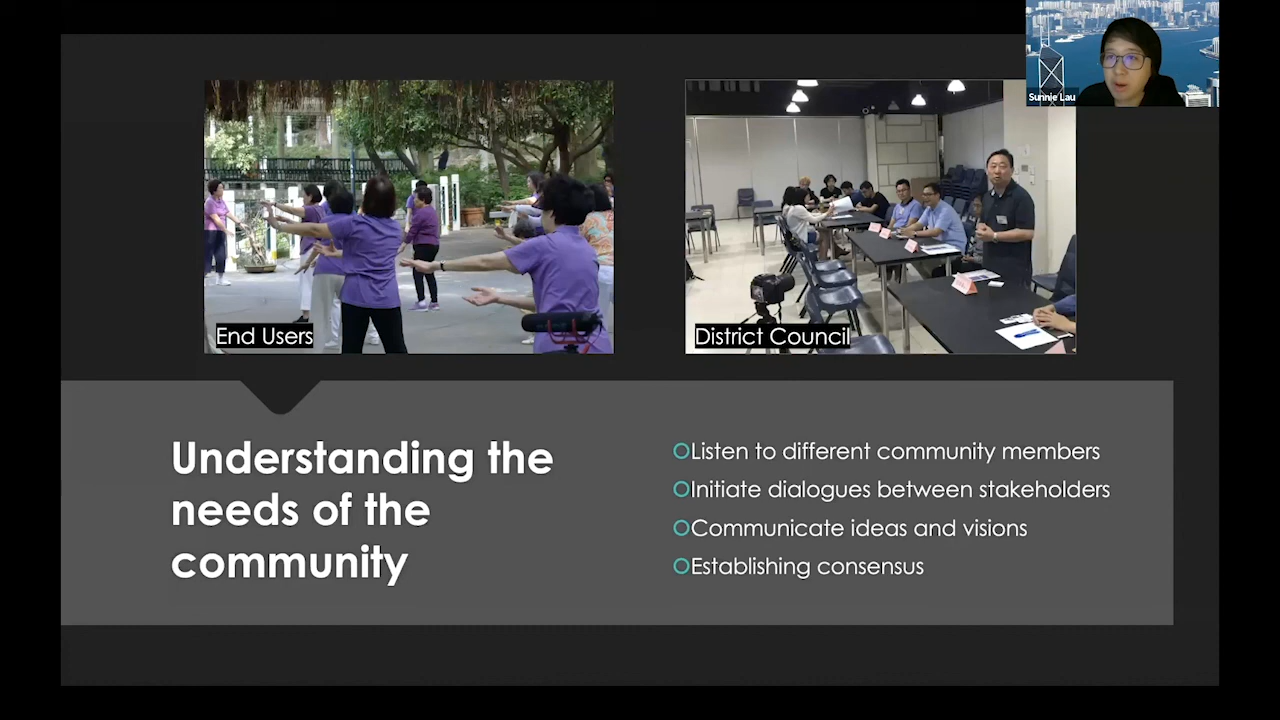 Sunnie Lau
End Users
District Council
Understanding the
needs of the
community
Listen to different community members
Initiate dialogues between stakeholders
Communicate ideas and visions
Establishing consensus